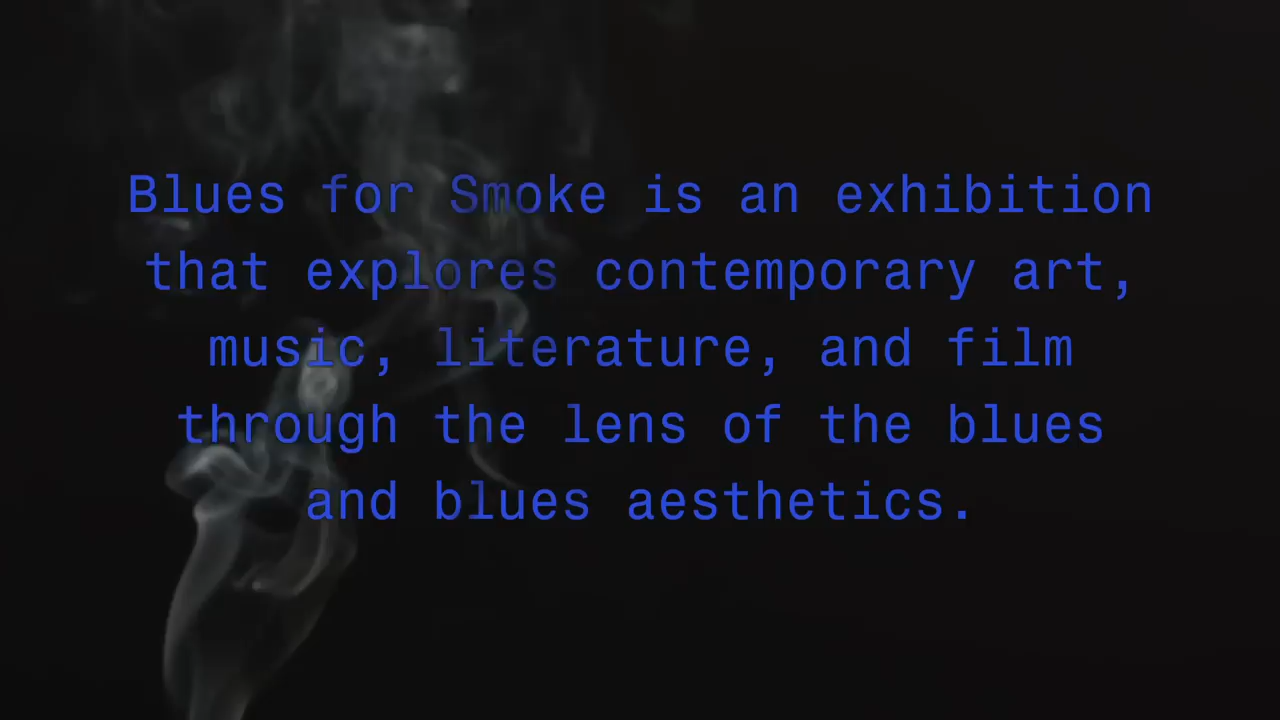 Blues for Smoke is an exhibition
that explores contemporary art,
music, literature, and film
through the lens of the blues
and blues aesthetics.